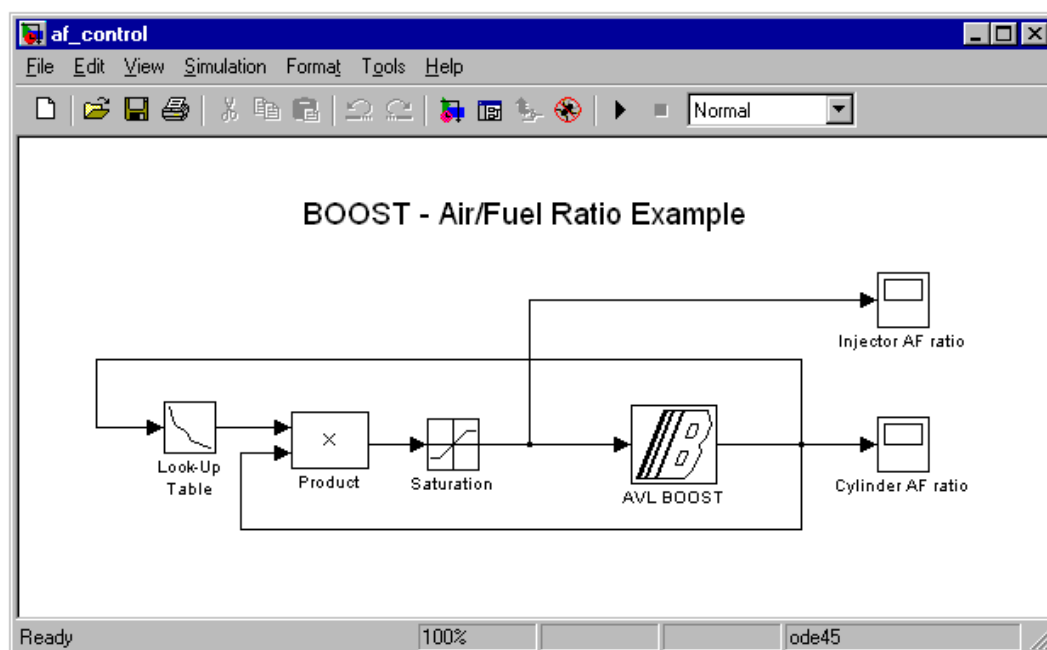 af_control
File Edit View Simulation Format Tools Help
Normal
BOOST - Air/Fuel Ratio Example
Injector AF ratio
Look-Up
Table
Product
Saturation
AVL BOOST
Cylinder AF ratio
Ready 100% ode45